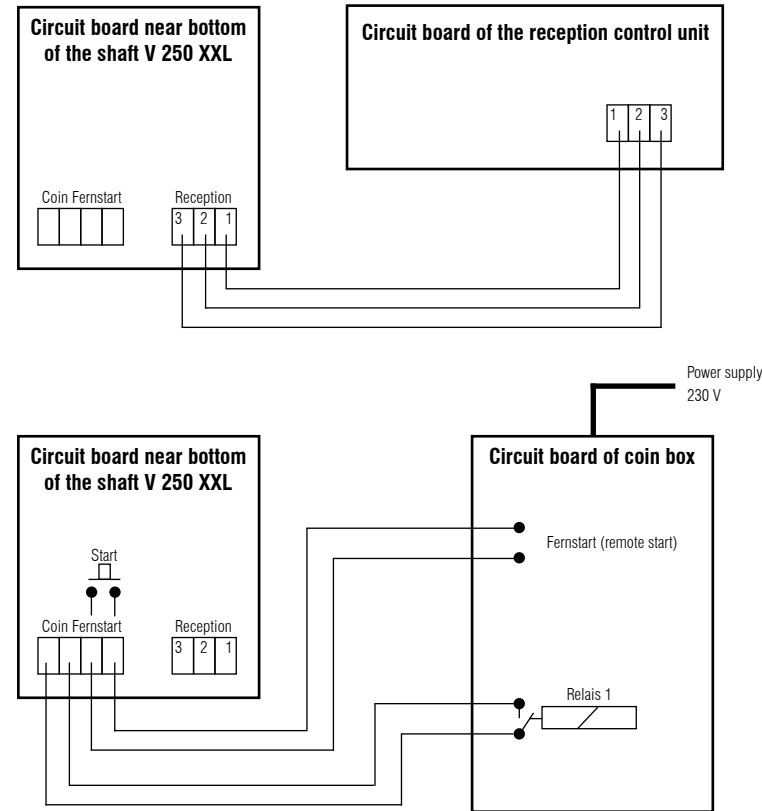 Circuit board near bottom
of the shaft V 250 XXL
Circuit board of the reception control unit
1 2 3
Coin Fernstart
Reception
3 2 1
Power supply
230 V
Circuit board near bottom
of the shaft V 250 XXL
Circuit board of coin box
Fernstart (remote start)
Start
Coin Fernstart
Reception
3 2 1
Relais 1